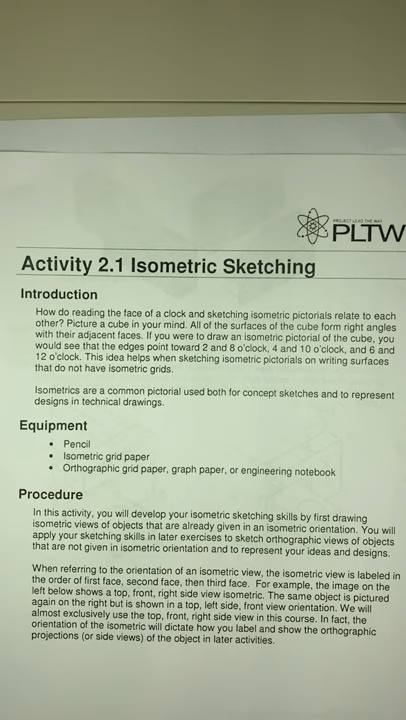 PROJECT LEAD THE WAY
PLTW
Activity 2.1 Isometric Sketching
Introduction
How do reading the face of a clock and sketching isometric pictorials relate to each
other? Picture a cube in your mind. All of the surfaces of the cube form right angles
with their adjacent faces. If you were to draw an isometric pictorial of the cube, you
would see that the edges point toward 2 and 8 o'clock, 4 and 10 o'clock, and 6 and
12 o'clock. This idea helps when sketching isometric pictorials on writing surfaces
that do not have isometric grids.
Isometrics are a common pictorial used both for concept sketches and to represent
designs in technical drawings.
Equipment
• Pencil
• Isometric grid paper
• Orthographic grid paper, graph paper, or engineering notebook
Procedure
In this activity, you will develop your isometric sketching skills by first drawing
isometric views of objects that are already given in an isometric orientation. You will
apply your sketching skills in later exercises to sketch orthographic views of objects
that are not given in isometric orientation and to represent your ideas and designs.
When referring to the orientation of an isometric view, the isometric view is labeled in
the order of first face, second face, then third face. For example, the image on the
left below shows a top, front, right side view isometric. The same object is pictured
again on the right but is shown in a top, left side, front view orientation. We will
almost exclusively use the top, front, right side view in this course. In fact, the
orientation of the isometric will dictate how you label and show the orthographic
projections (or side views) of the object in later activities.